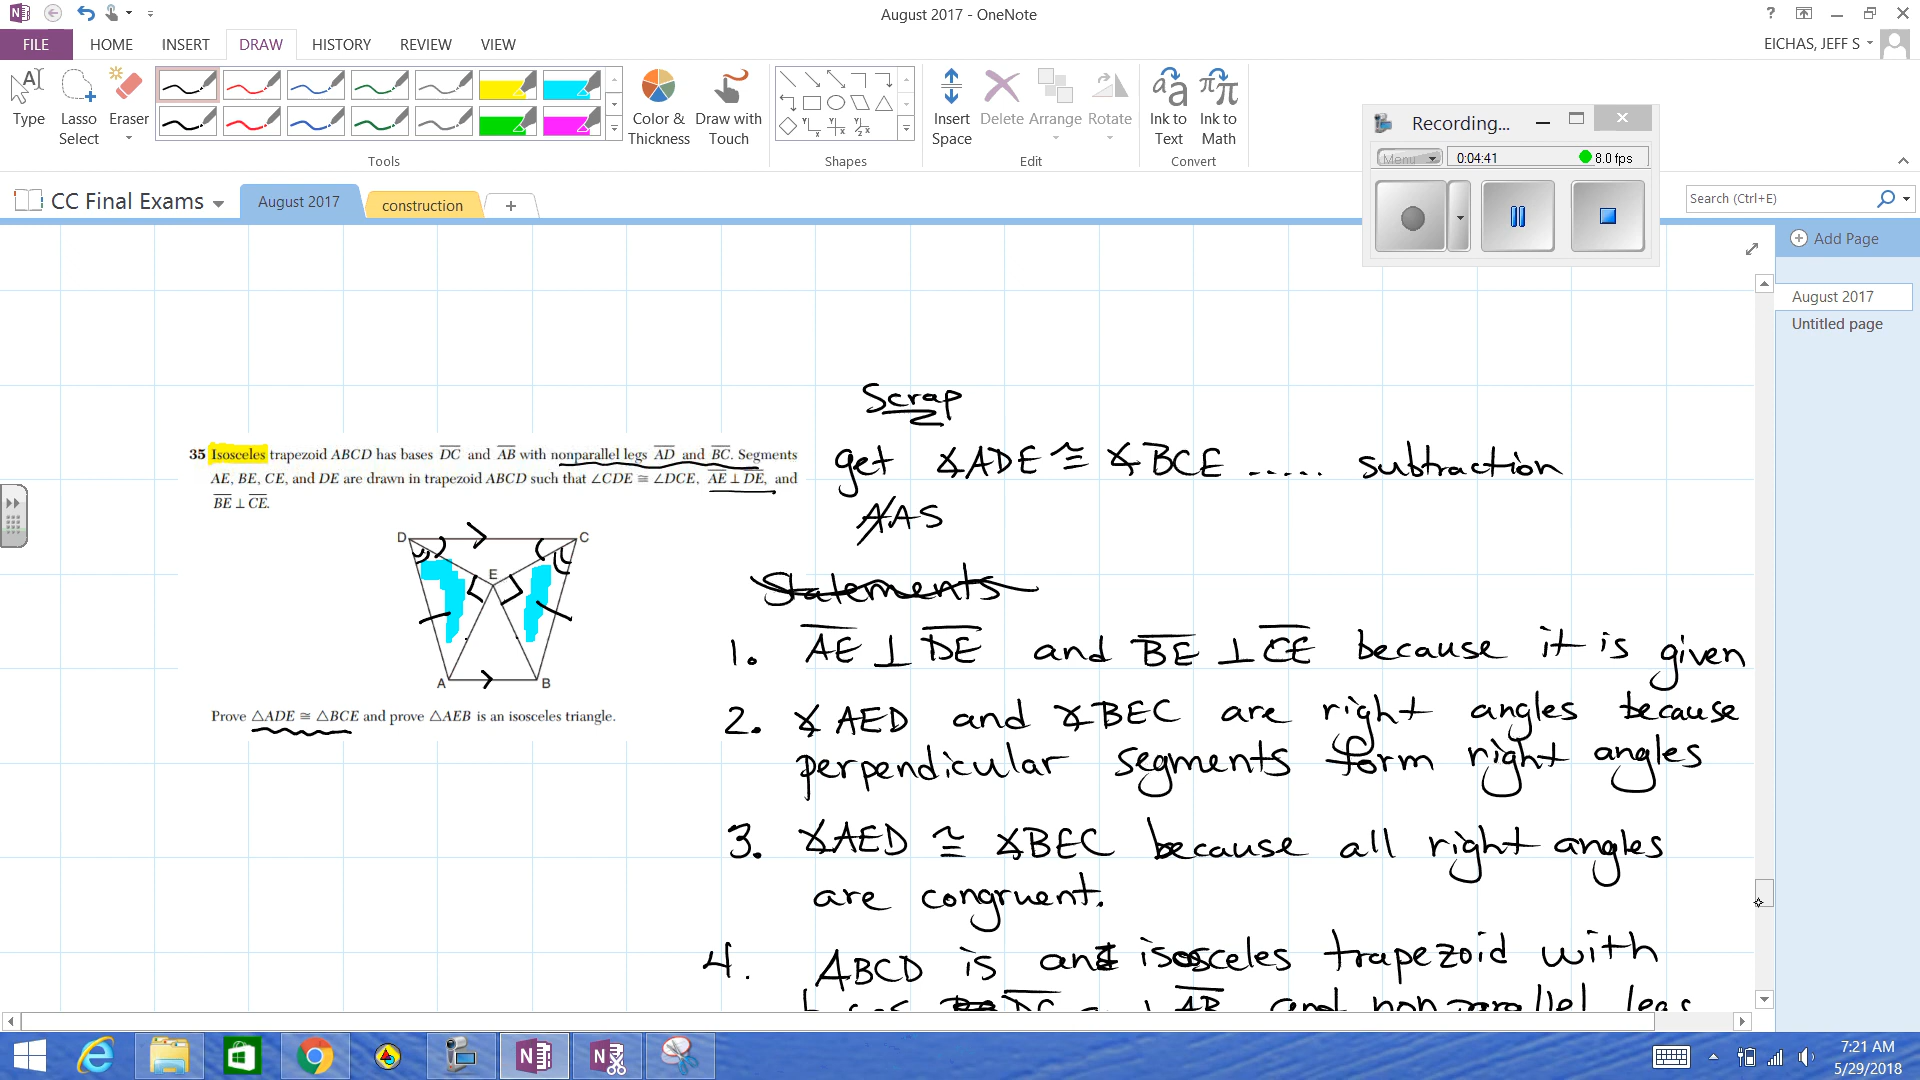 August 2017 - OneNote
FILE HOME INSERT DRAW HISTORY REVIEW VIEW
EICHAS, JEFF S
Type Lasso Select Eraser
Color & Thickness
Draw with Touch
Insert Space
Delete Arrange Rotate
Ink to Text
Ink to Math
Tools Shapes Edit Convert
Recording...
Menu 0:04:41 8.0 fps
CC Final Exams August 2017 construction +
Search (Ctrl+E)
Add Page
August 2017
Untitled page
35 Isosceles trapezoid ABCD has bases DC and AB with nonparallel legs AD and BC. Segments
AE, BE, CE, and DE are drawn in trapezoid ABCD such that ∠CDE ≅ ∠DCE, AE ⊥ DE, and
BE ⊥ CE.
D C
E
A B
Prove △ADE ≅ △BCE and prove △AEB is an isosceles triangle.
Scrap
get ∡ADE ≅ ∡BCE ..... subtraction
AAS
Statements
1. AE ⊥ DE and BE ⊥ CE because it is given
2. ∡AED and ∡BEC are right angles because
perpendicular segments form right angles
3. ∡AED ≅ ∡BEC because all right angles
are congruent.
4. ABCD is an isosceles trapezoid with
bases DC and AB and nonparallel legs
7:21 AM
5/29/2018